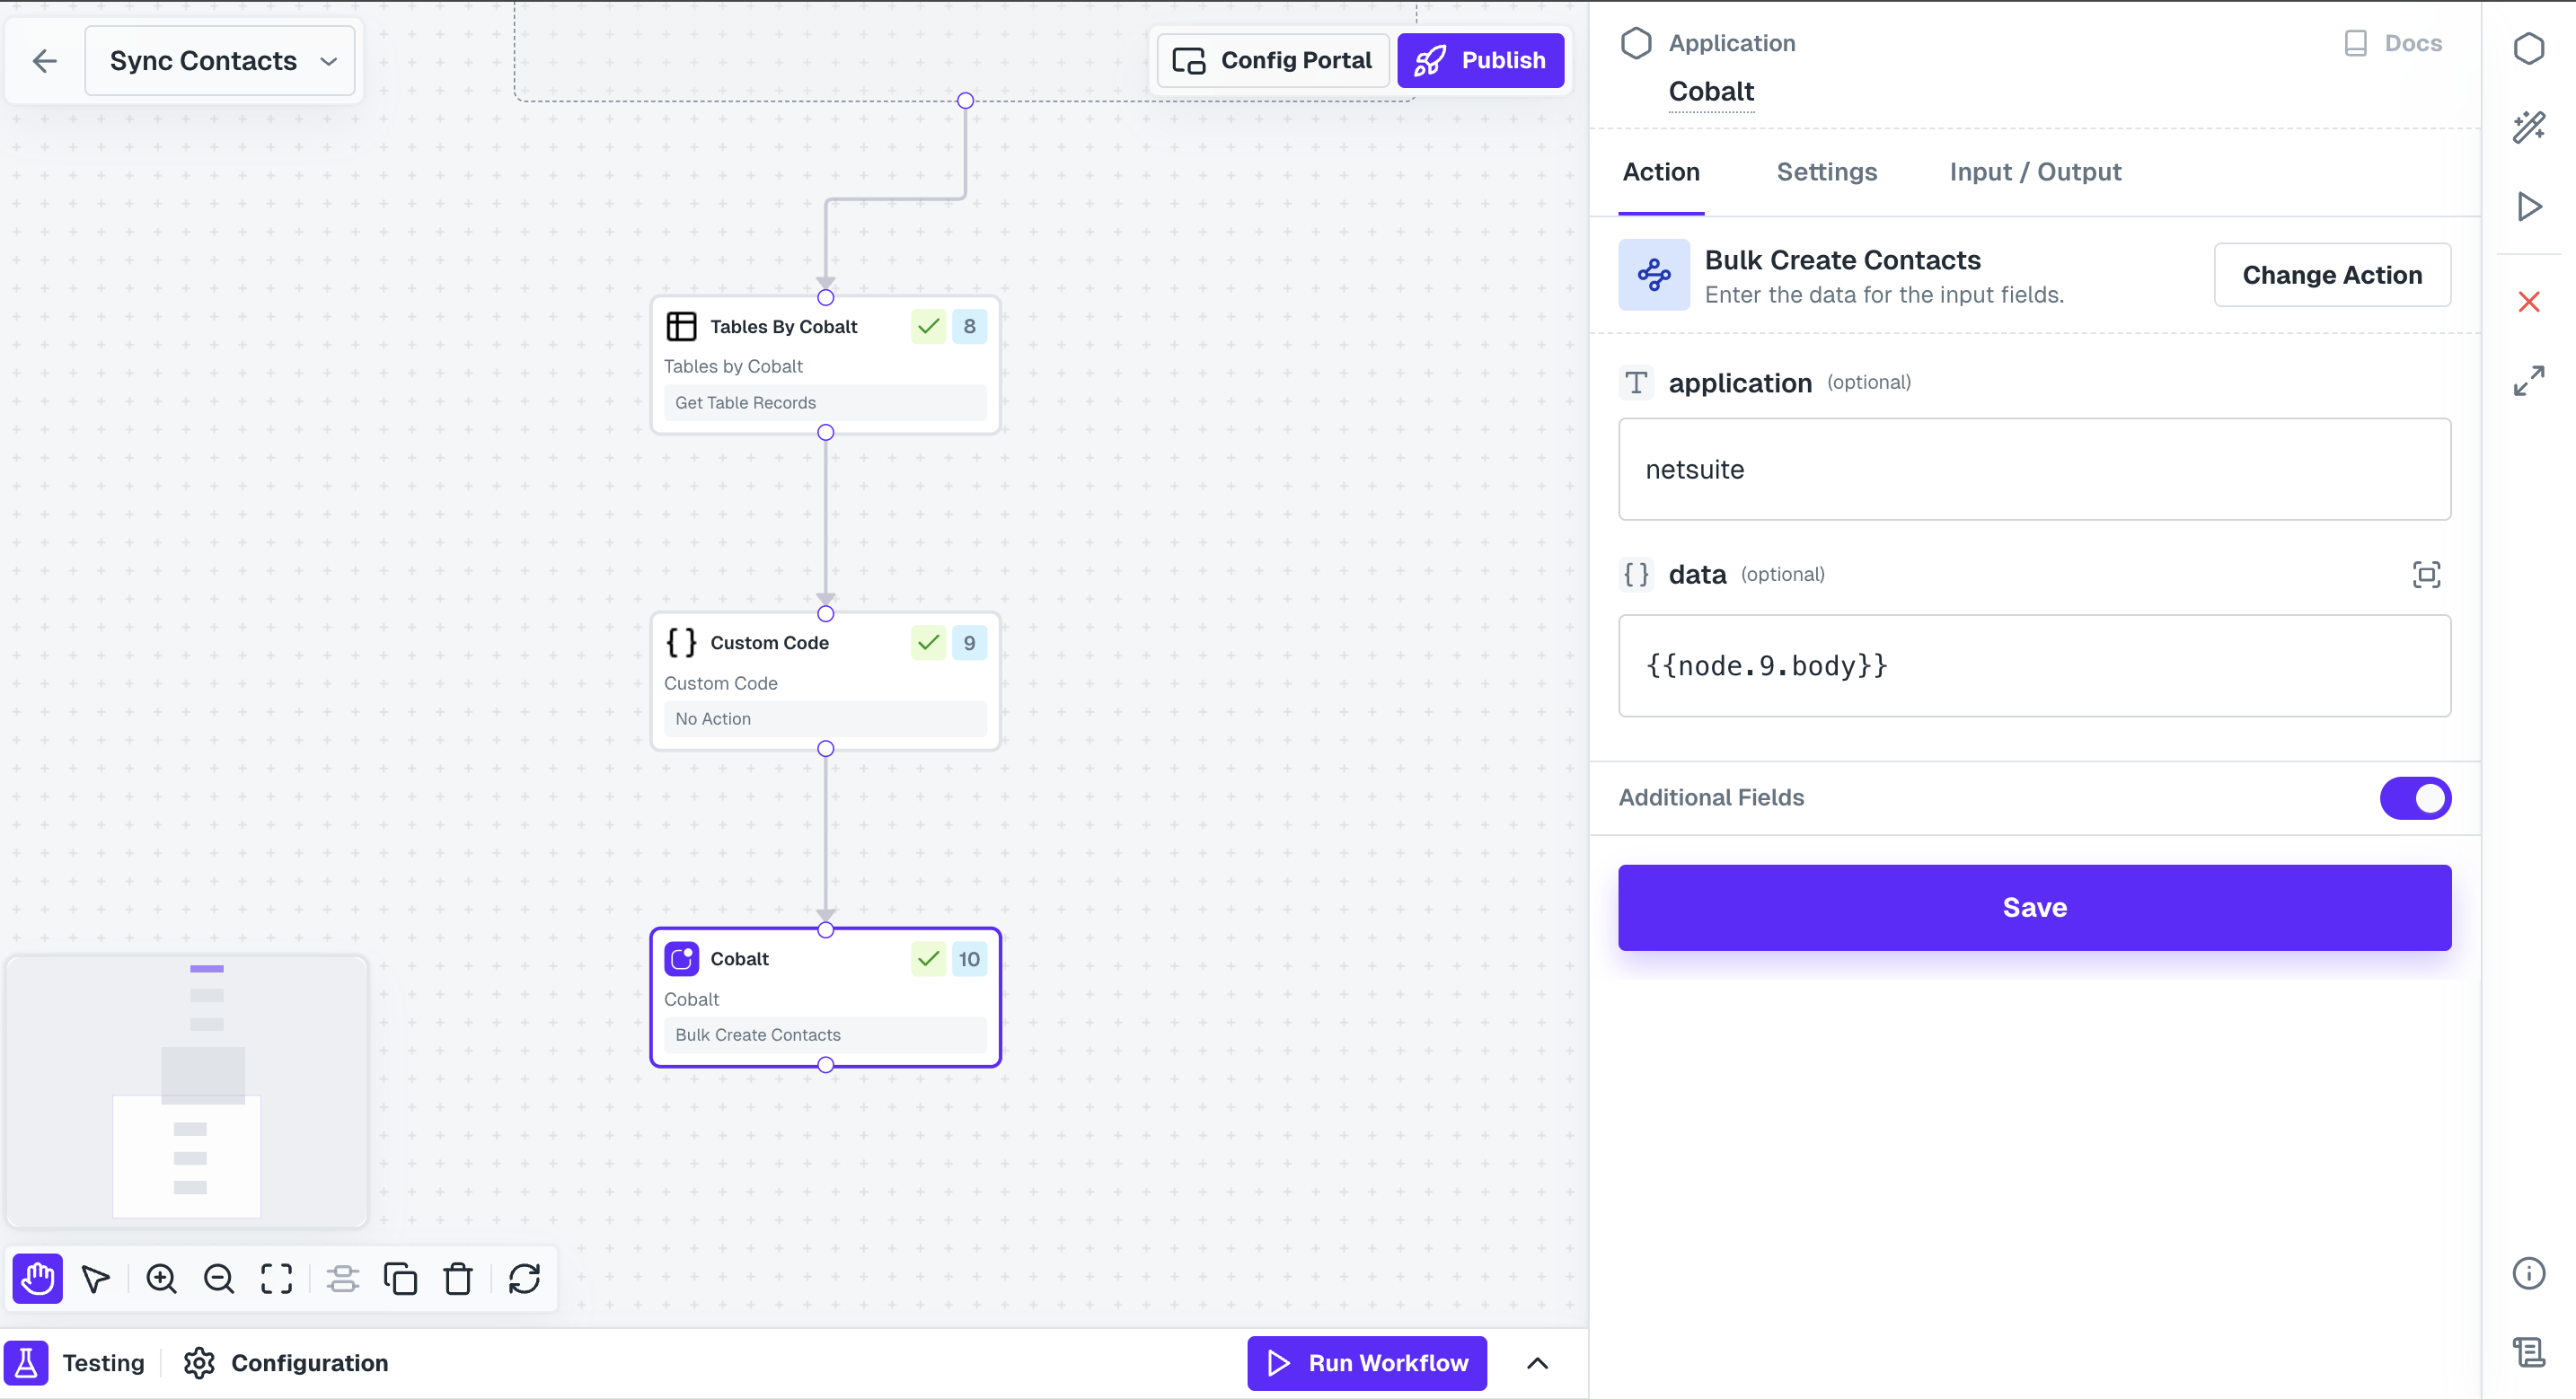 Sync Contacts
Config Portal
Publish
Tables By Cobalt
8
Tables by Cobalt
Get Table Records
Custom Code
9
Custom Code
No Action
Cobalt
10
Cobalt
Bulk Create Contacts
Testing
Configuration
Run Workflow
Application
Docs
Cobalt
Action
Settings
Input / Output
Bulk Create Contacts
Enter the data for the input fields.
Change Action
application (optional)
netsuite
{} data (optional)
{{node.9.body}}
Additional Fields
Save